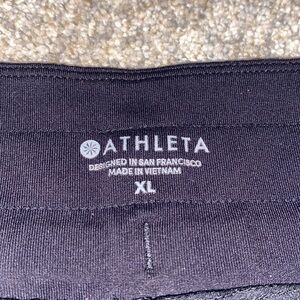 ATHLETA
DESIGNED IN SAN FRANCISCO
MADE IN VIETNAM
XL